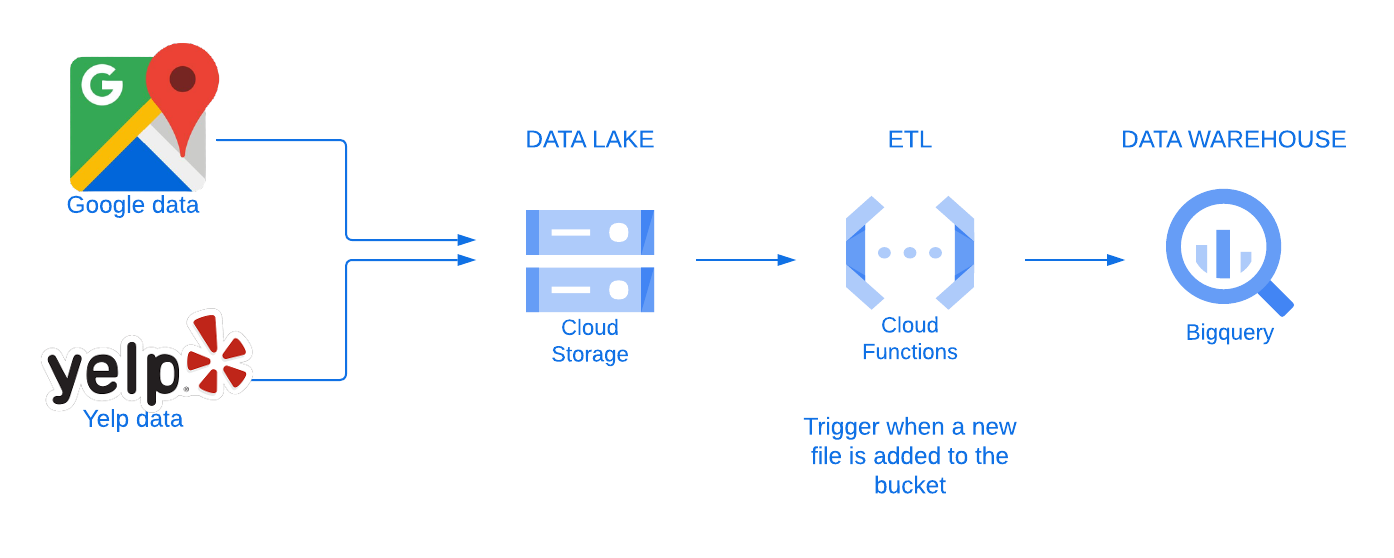 G
Google data
yelp
®
Yelp data
DATA LAKE
Cloud
Storage
ETL
Cloud
Functions
Trigger when a new
file is added to the
bucket
DATA WAREHOUSE
Bigquery